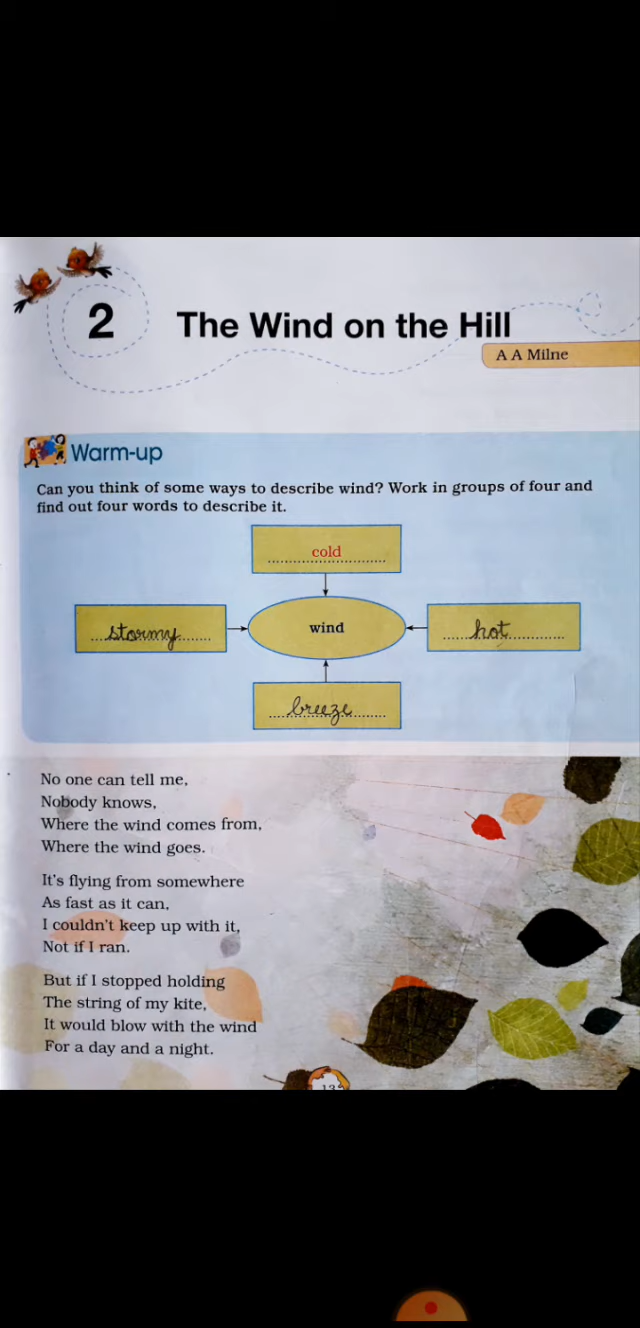 2
The Wind on the Hill
A A Milne
Warm-up
Can you think of some ways to describe wind? Work in groups of four and
find out four words to describe it.
cold
stormy
wind
hot
breeze
No one can tell me,
Nobody knows,
Where the wind comes from,
Where the wind goes.
It's flying from somewhere
As fast as it can,
I couldn't keep up with it,
Not if I ran.
But if I stopped holding
The string of my kite,
It would blow with the wind
For a day and a night.
13